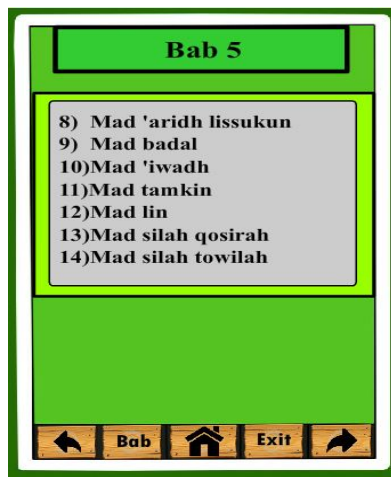 Bab 5
8) Mad 'aridh lissukun
9) Mad badal
10)Mad 'iwadh
11)Mad tamkin
12)Mad lin
13)Mad silah qosirah
14)Mad silah towilah
Bab Exit